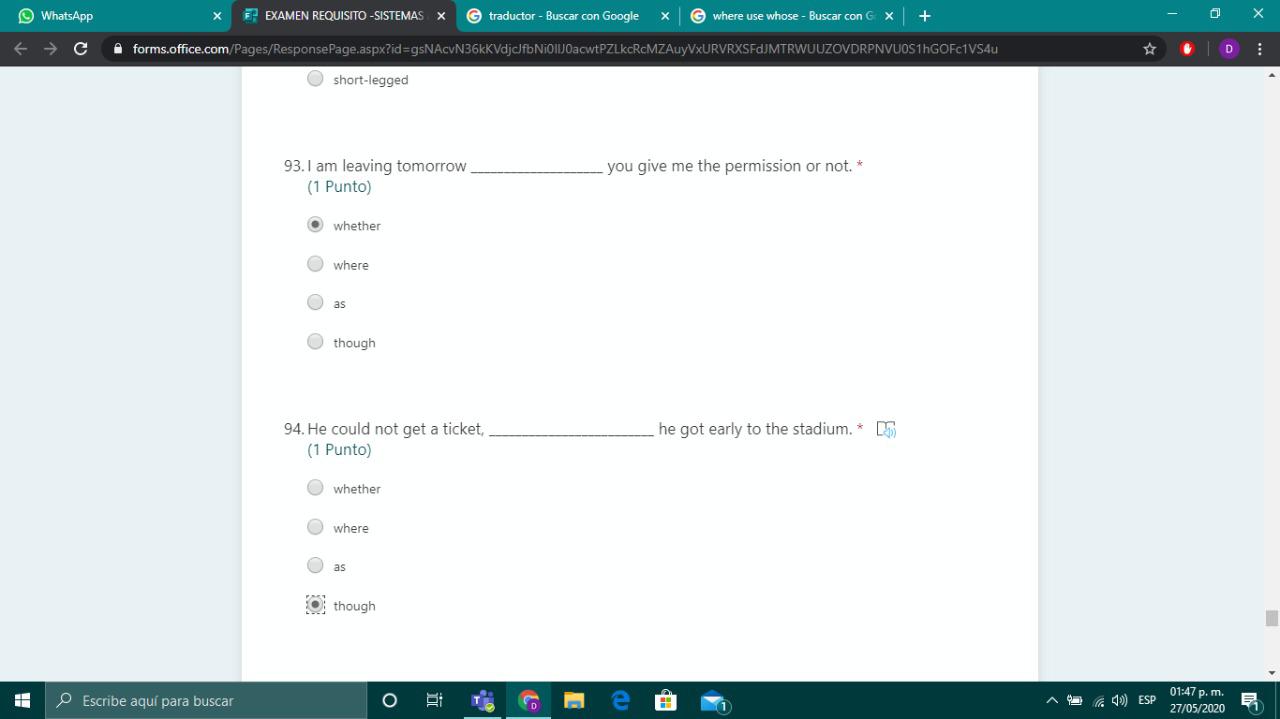 WhatsApp
EXAMEN REQUISITO -SISTEMAS
traductor - Buscar con Google
where use whose - Buscar con G
forms.office.com/Pages/ResponsePage.aspx?id=gsNAcvN36kKVdjcJfbNi0lIJ0acwtPZLkcRcMZAuyVxURVRXSFdJMTRWUUZOVDRPNVU0S1hGOFc1VS4u
D
short-legged
93. I am leaving tomorrow ____________________ you give me the permission or not. *
(1 Punto)
whether
where
as
though
94. He could not get a ticket, _________________________ he got early to the stadium. *
(1 Punto)
whether
where
as
though
Escribe aquí para buscar
ESP
01:47 p. m.
27/05/2020